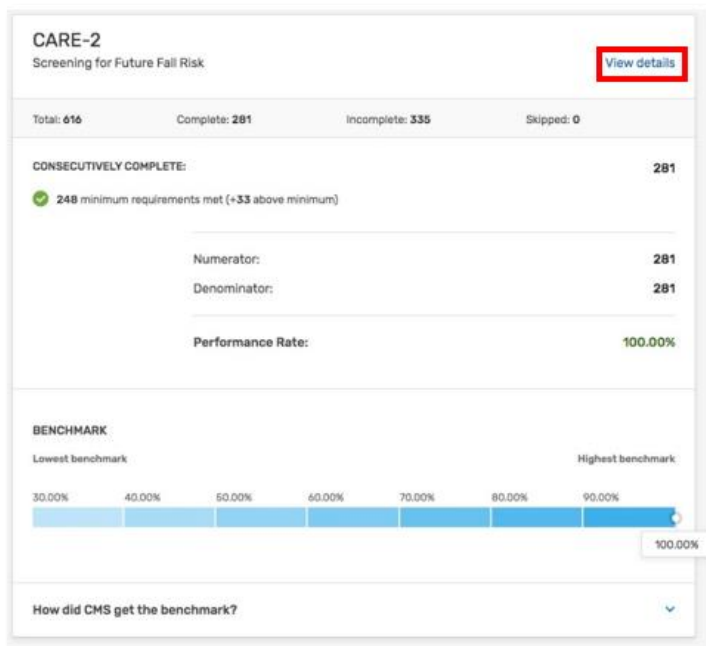 CARE-2
Screening for Future Fall Risk
View details
Total: 616 Complete: 281 Incomplete: 335 Skipped: 0
CONSECUTIVELY COMPLETE: 281
248 minimum requirements met (+33 above minimum)
Numerator: 281
Denominator: 281
Performance Rate: 100.00%
BENCHMARK
Lowest benchmark Highest benchmark
30.00% 40.00% 50.00% 60.00% 70.00% 80.00% 90.00%
100.00%
How did CMS get the benchmark?